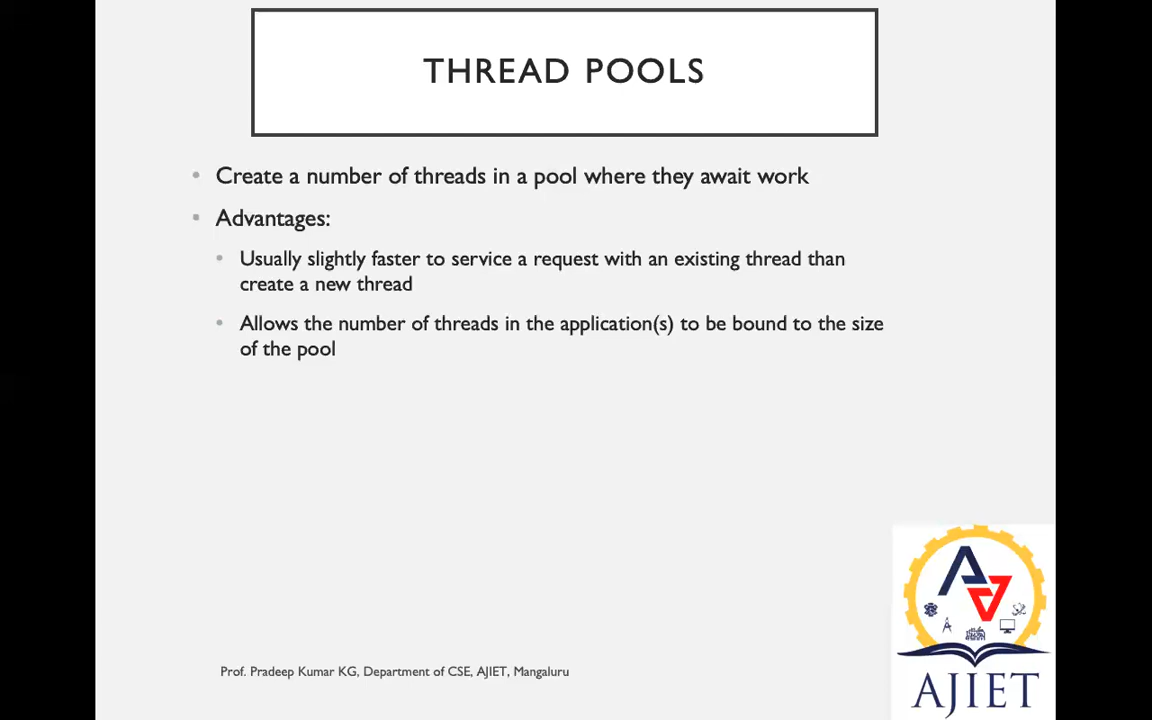 THREAD POOLS
• Create a number of threads in a pool where they await work
• Advantages:
• Usually slightly faster to service a request with an existing thread than
create a new thread
• Allows the number of threads in the application(s) to be bound to the size
of the pool
Prof. Pradeep Kumar KG, Department of CSE, AJIET, Mangaluru
AJIET